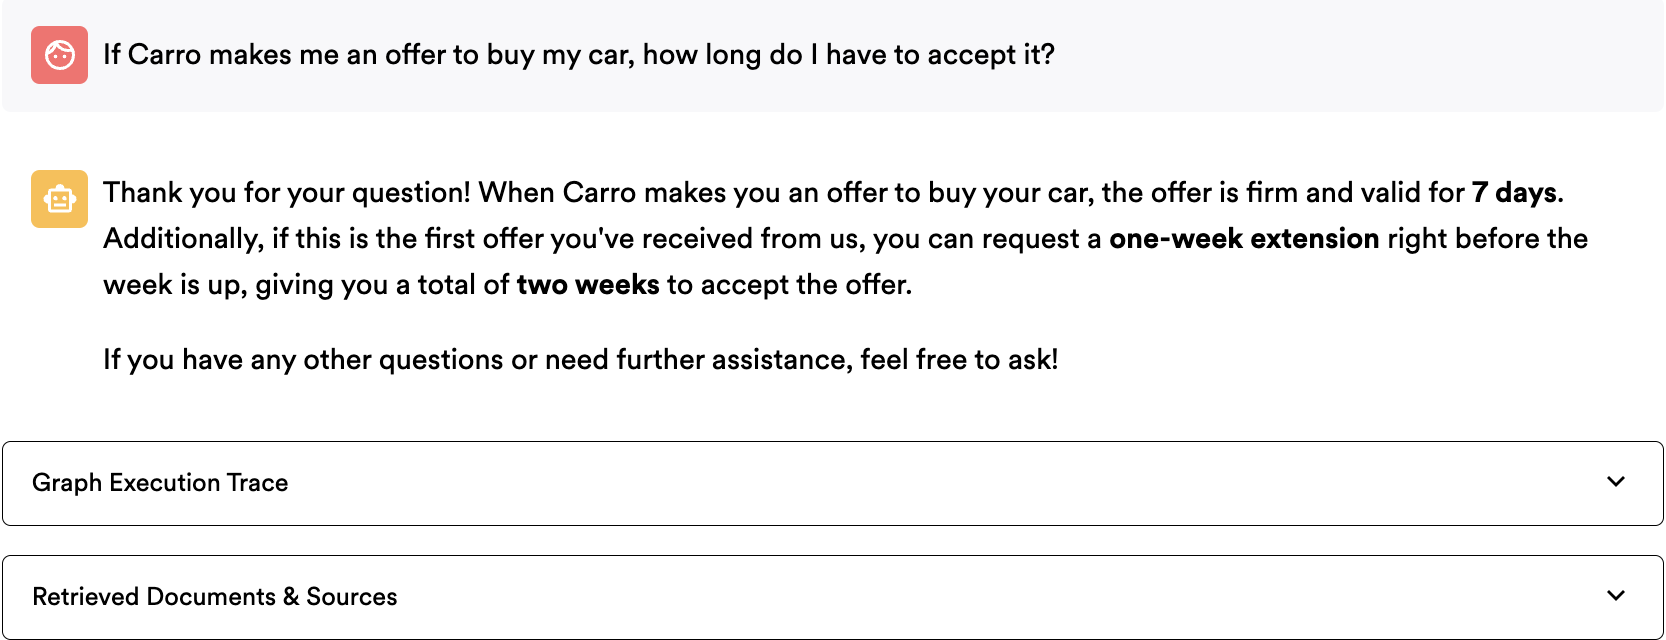 If Carro makes me an offer to buy my car, how long do I have to accept it?
Thank you for your question! When Carro makes you an offer to buy your car, the offer is firm and valid for 7 days.
Additionally, if this is the first offer you've received from us, you can request a one-week extension right before the
week is up, giving you a total of two weeks to accept the offer.
If you have any other questions or need further assistance, feel free to ask!
Graph Execution Trace
Retrieved Documents & Sources